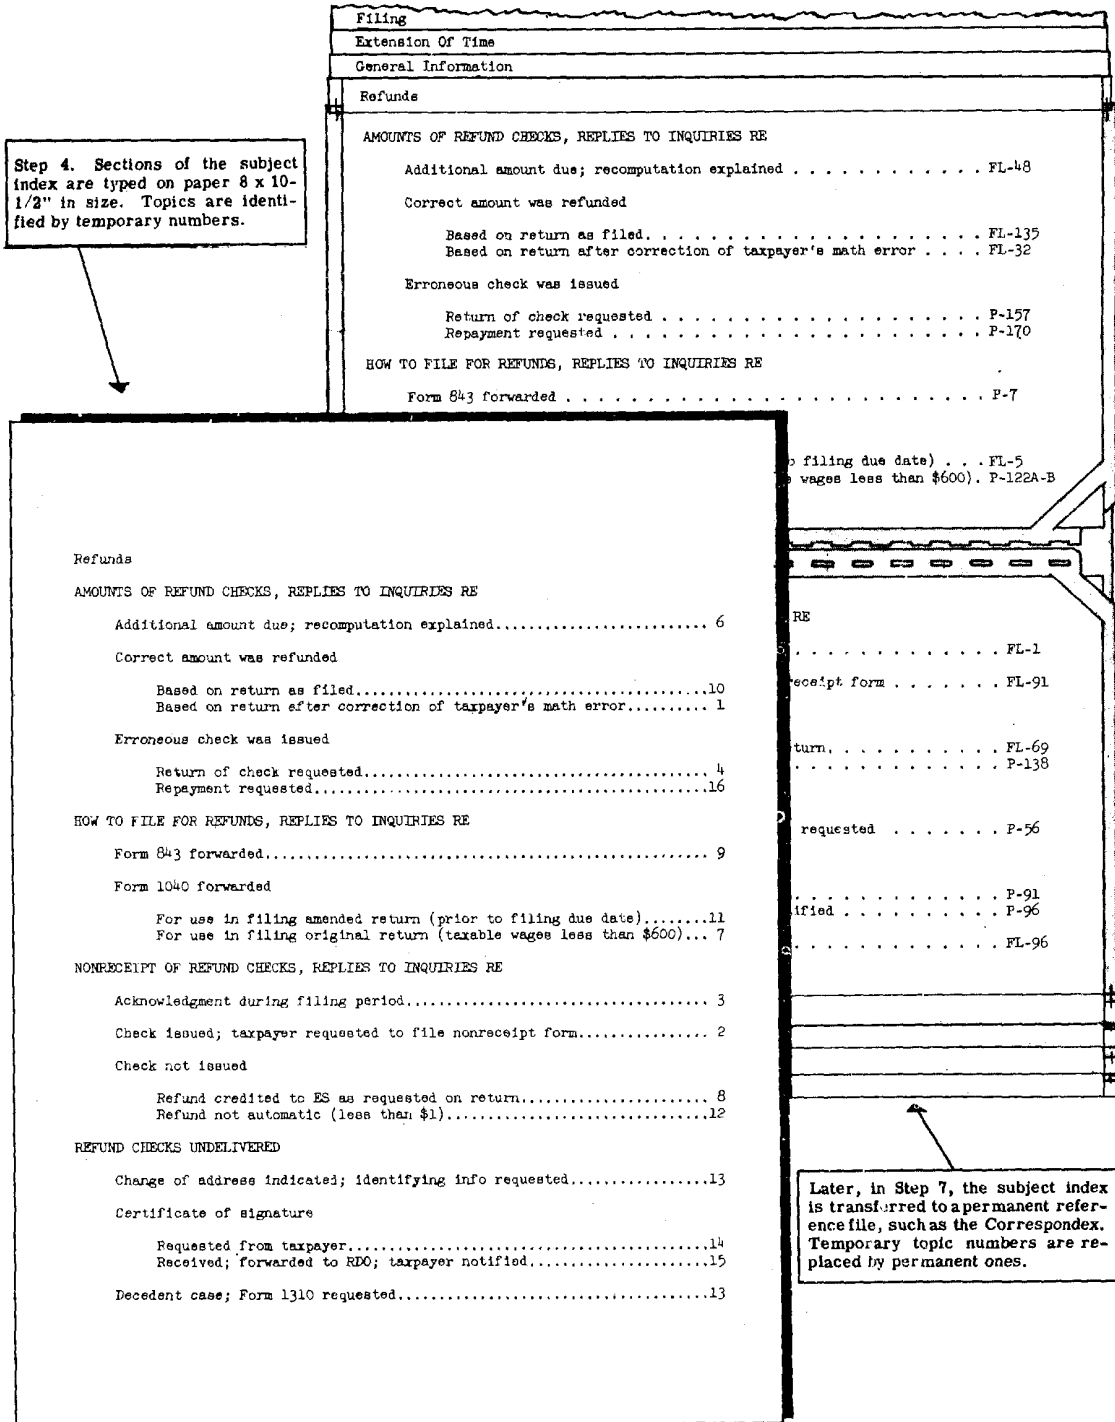 Filing
Extension Of Time
General Information
Refunds
AMOUNTS OF REFUND CHECKS, REPLIES TO INQUIRIES RE
Additional amount due; recomputation explained . . . . . . . . . . . . FL-48
Correct amount was refunded
Based on return as filed. . . . . . . . . . . . . . . . . . . . . . FL-135
Based on return after correction of taxpayer's math error . . . . FL-32
Erroneous check was issued
Return of check requested . . . . . . . . . . . . . . . . . . . . . P-157
Repayment requested . . . . . . . . . . . . . . . . . . . . . . . . P-170
HOW TO FILE FOR REFUNDS, REPLIES TO INQUIRIES RE
Form 843 forwarded . . . . . . . . . . . . . . . . . . . . . . . . . . P-7
filing due date) . . . FL-5
wages less than $600). P-122A-B
RE
. . . . . . . . . . . . . FL-1
eceipt form . . . . . . . FL-91
turn. . . . . . . . . . . . FL-69
. . . . . . . . . . . . . . P-138
requested . . . . . . . P-56
. . . . . . . . . . . . . . P-91
ified . . . . . . . . . . P-96
. . . . . . . . . . . . . FL-96
Step 4. Sections of the subject
index are typed on paper 8 x 10-
1/2" in size. Topics are identi-
fied by temporary numbers.
Refunds
AMOUNTS OF REFUND CHECKS, REPLIES TO INQUIRIES RE
Additional amount due; recomputation explained.......................... 6
Correct amount was refunded
Based on return as filed.......................................10
Based on return after correction of taxpayer's math error.......... 1
Erroneous check was issued
Return of check requested....................................... 4
Repayment requested............................................16
HOW TO FILE FOR REFUNDS, REPLIES TO INQUIRIES RE
Form 843 forwarded.................................................. 9
Form 1040 forwarded
For use in filing amended return (prior to filing due date)........11
For use in filing original return (taxable wages less than $600)... 7
NONRECEIPT OF REFUND CHECKS, REPLIES TO INQUIRIES RE
Acknowledgment during filing period.................................. 3
Check issued; taxpayer requested to file nonreceipt form............... 2
Check not issued
Refund credited to ES as requested on return...................... 8
Refund not automatic (less than $1)..............................12
REFUND CHECKS UNDELIVERED
Change of address indicated; identifying info requested................13
Certificate of signature
Requested from taxpayer........................................14
Received; forwarded to RDO; taxpayer notified....................15
Decedent case; Form 1310 requested...................................13
Later, in Step 7, the subject index
is transferred to a permanent refer-
ence file, such as the Correspondex.
Temporary topic numbers are re-
placed by permanent ones.